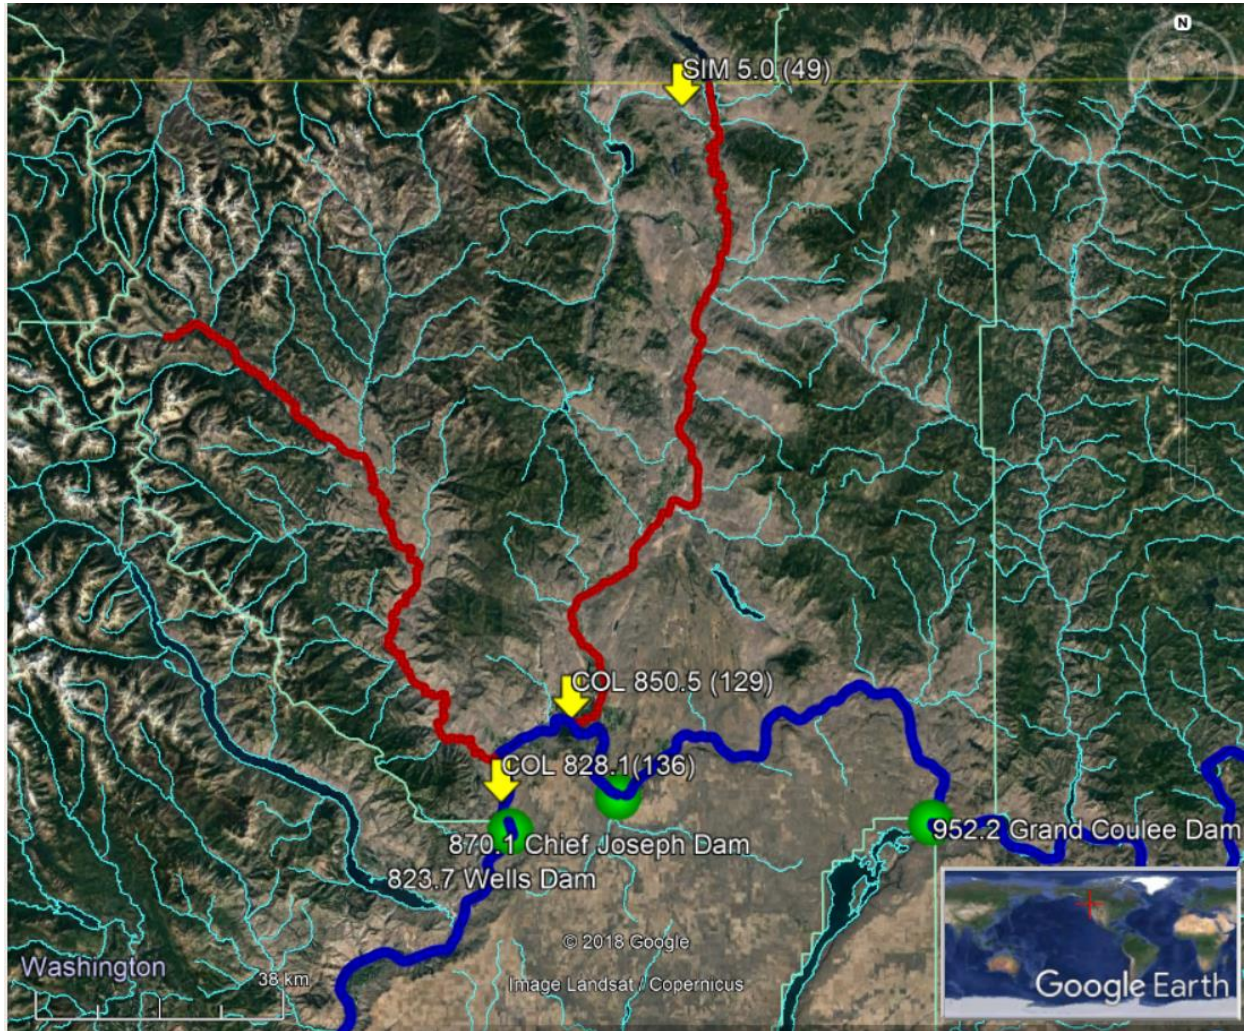 N
SIM 5.0 (49)
COL 850.5 (129)
COL 828.1(136)
870.1 Chief Joseph Dam
952.2 Grand Coulee Dam
823.7 Wells Dam
© 2018 Google
Washington
38 km
Image Landsat / Copernicus
Google Earth